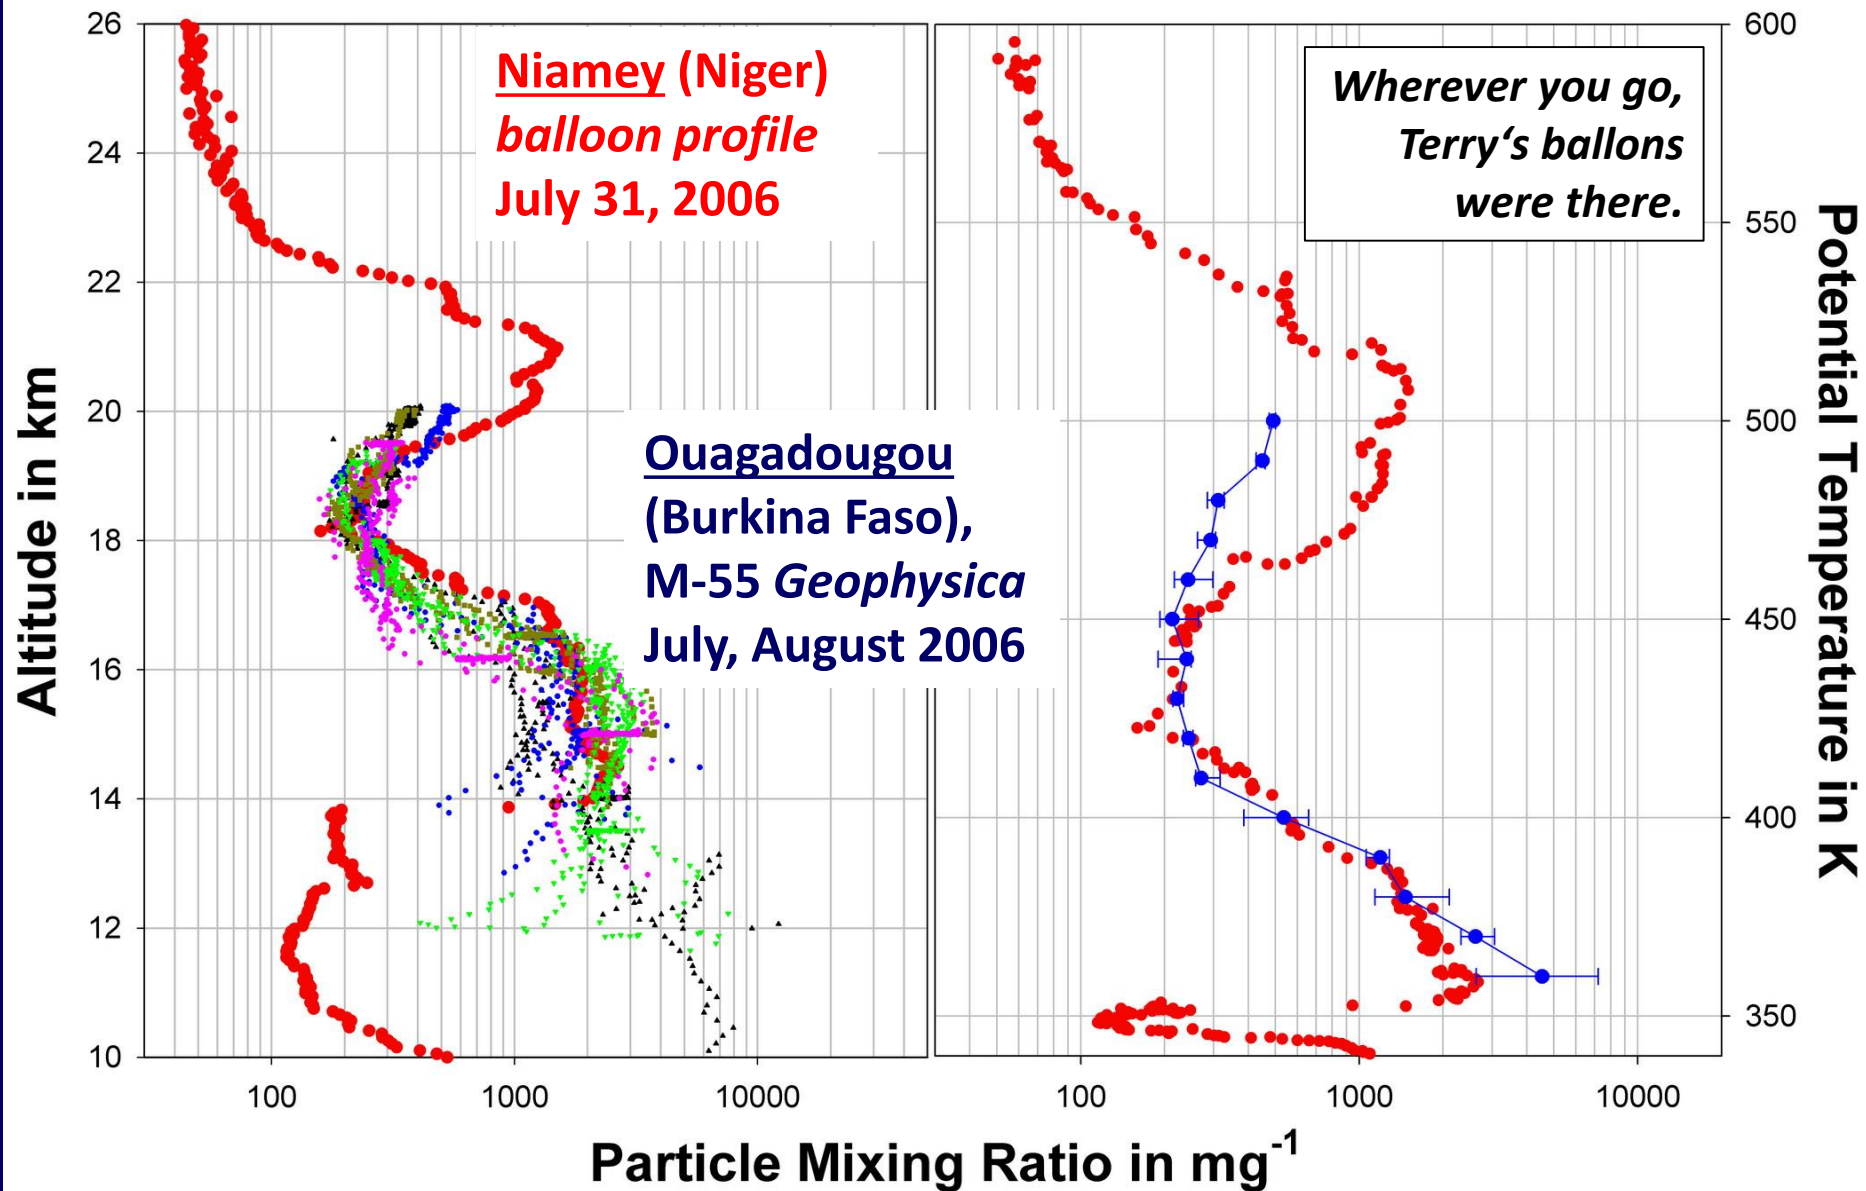 26
24
22
20
18
16
14
12
10
Altitude in km
Niamey (Niger)
balloon profile
July 31, 2006
Ouagadougou
(Burkina Faso),
M-55 Geophysica
July, August 2006
Wherever you go,
Terry‘s ballons
were there.
600
550
500
450
400
350
Potential Temperature in K
100 1000 10000 100 1000 10000
Particle Mixing Ratio in mg⁻¹